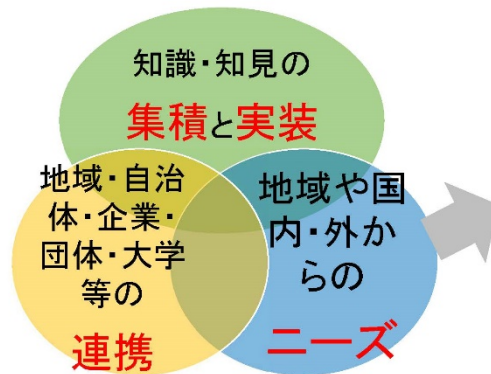 知識・知見の
集積と実装
地域・自治
体・企業・
団体・大学
等の
連携
地域や国
内・外か
らの
ニーズ